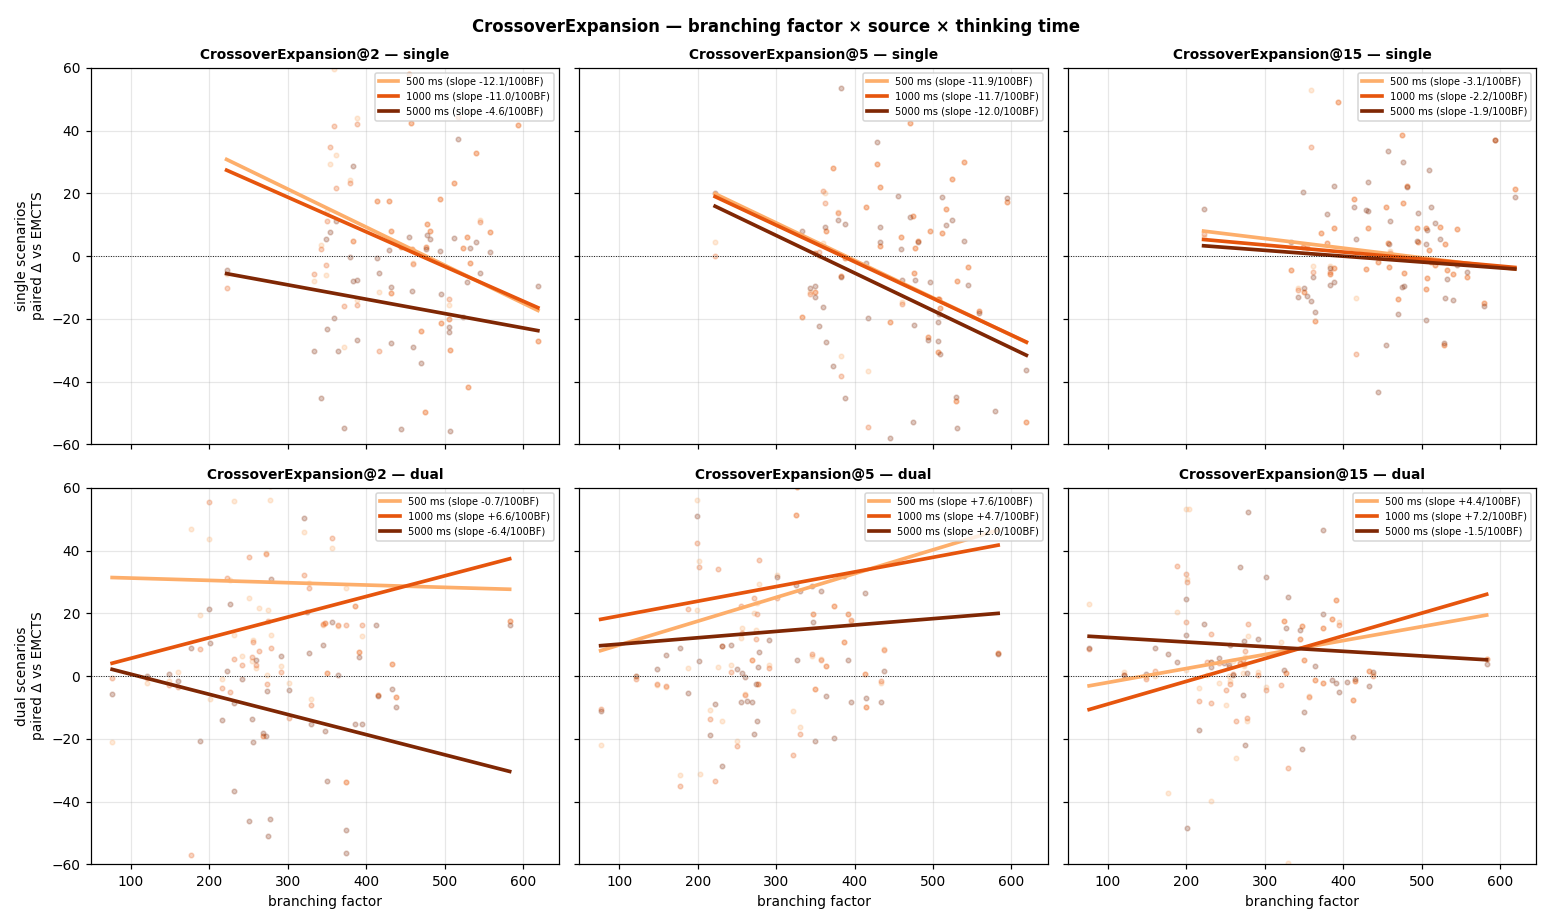 CrossoverExpansion — branching factor × source × thinking time
CrossoverExpansion@2 — single
500 ms (slope -12.1/100BF)
1000 ms (slope -11.0/100BF)
5000 ms (slope -4.6/100BF)
60
40
20
0
−20
−40
−60
single scenarios
paired Δ vs EMCTS
CrossoverExpansion@5 — single
500 ms (slope -11.9/100BF)
1000 ms (slope -11.7/100BF)
5000 ms (slope -12.0/100BF)
CrossoverExpansion@15 — single
500 ms (slope -3.1/100BF)
1000 ms (slope -2.2/100BF)
5000 ms (slope -1.9/100BF)
CrossoverExpansion@2 — dual
500 ms (slope -0.7/100BF)
1000 ms (slope +6.6/100BF)
5000 ms (slope -6.4/100BF)
60
40
20
0
−20
−40
−60
dual scenarios
paired Δ vs EMCTS
100 200 300 400 500 600
branching factor
CrossoverExpansion@5 — dual
500 ms (slope +7.6/100BF)
1000 ms (slope +4.7/100BF)
5000 ms (slope +2.0/100BF)
100 200 300 400 500 600
branching factor
CrossoverExpansion@15 — dual
500 ms (slope +4.4/100BF)
1000 ms (slope +7.2/100BF)
5000 ms (slope -1.5/100BF)
100 200 300 400 500 600
branching factor